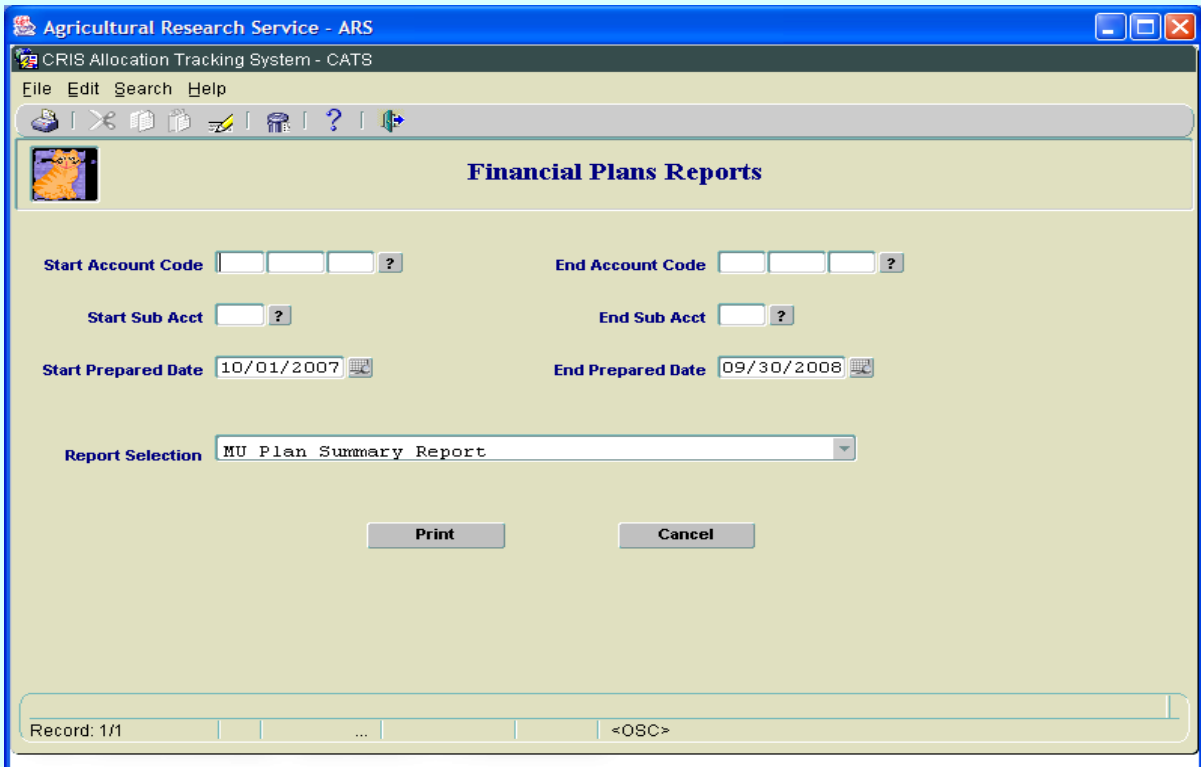 Agricultural Research Service - ARS
CRIS Allocation Tracking System - CATS
File Edit Search Help
?
Financial Plans Reports
Start Account Code ? End Account Code ?
Start Sub Acct ? End Sub Acct ?
Start Prepared Date 10/01/2007 End Prepared Date 09/30/2008
Report Selection MU Plan Summary Report
Print Cancel
Record: 1/1 ... <OSC>